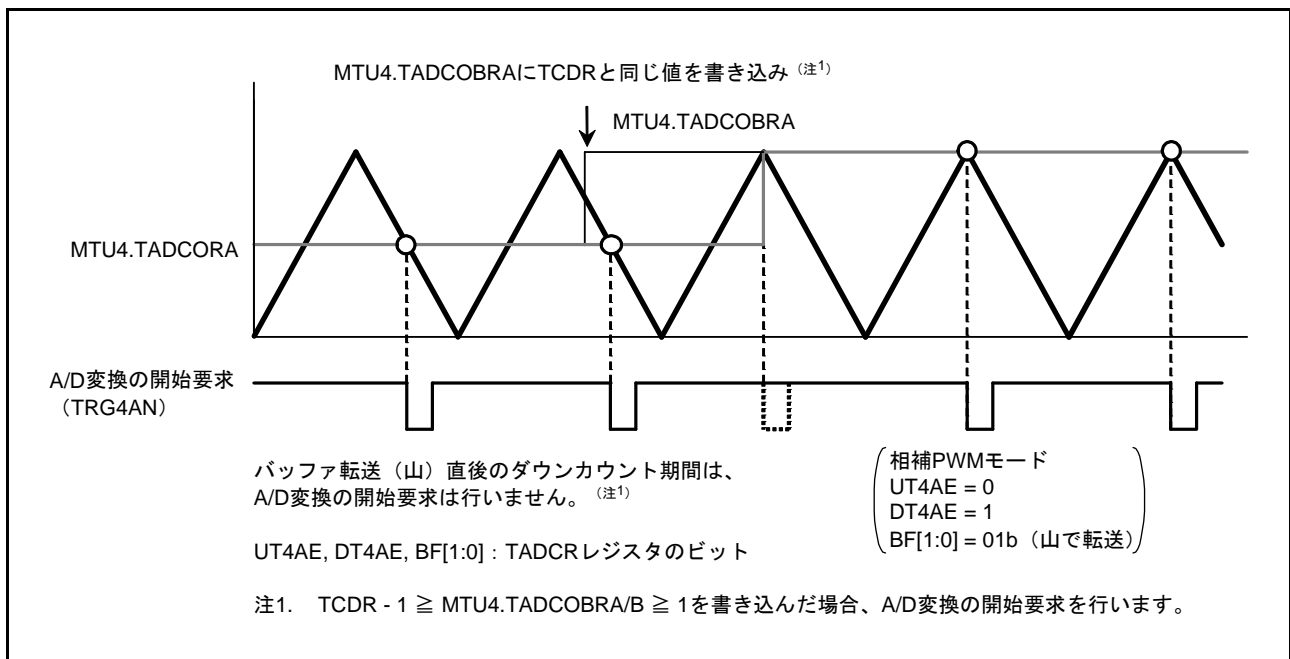 MTU4.TADCOBRAにTCDRと同じ値を書き込み（注1）
MTU4.TADCOBRA
MTU4.TADCORA
A/D変換の開始要求
（TRG4AN）
バッファ転送（山）直後のダウンカウント期間は、
A/D変換の開始要求は行いません。（注1）
相補PWMモード
UT4AE = 0
DT4AE = 1
BF[1:0] = 01b（山で転送）
UT4AE, DT4AE, BF[1:0]：TADCRレジスタのビット
注1. TCDR - 1 ≧ MTU4.TADCOBRA/B ≧ 1を書き込んだ場合、A/D変換の開始要求を行います。